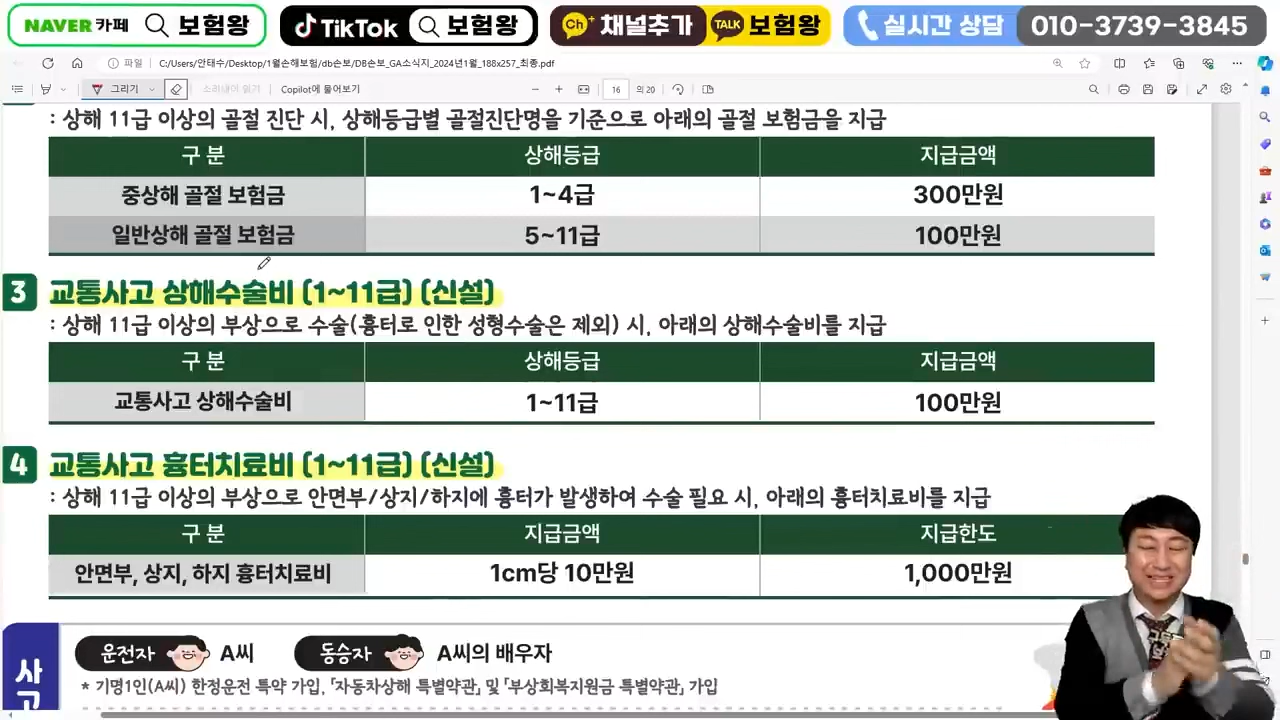 NAVER 카페 보험왕 TikTok 보험왕 Ch+ 채널추가 TALK 보험왕 실시간 상담 010-3739-3845
파일 C:/Users/안태수/Desktop/1월손해보험/db손보/DB손보_GA소식지_2024년1월_188x257_최종.pdf
그리기 소리내어 읽기 Copilot에 물어보기 16 의 20
: 상해 11급 이상의 골절 진단 시, 상해등급별 골절진단명을 기준으로 아래의 골절 보험금을 지급
구 분 상해등급 지급금액
중상해 골절 보험금 1~4급 300만원
일반상해 골절 보험금 5~11급 100만원
3 교통사고 상해수술비 (1~11급) (신설)
: 상해 11급 이상의 부상으로 수술(흉터로 인한 성형수술은 제외) 시, 아래의 상해수술비를 지급
구 분 상해등급 지급금액
교통사고 상해수술비 1~11급 100만원
4 교통사고 흉터치료비 (1~11급) (신설)
: 상해 11급 이상의 부상으로 안면부/상지/하지에 흉터가 발생하여 수술 필요 시, 아래의 흉터치료비를 지급
구 분 지급금액 지급한도
안면부, 상지, 하지 흉터치료비 1cm당 10만원 1,000만원
사고
운전자 A씨 동승자 A씨의 배우자
* 기명1인(A씨) 한정운전 특약 가입, 「자동차상해 특별약관」 및 「부상회복지원금 특별약관」 가입